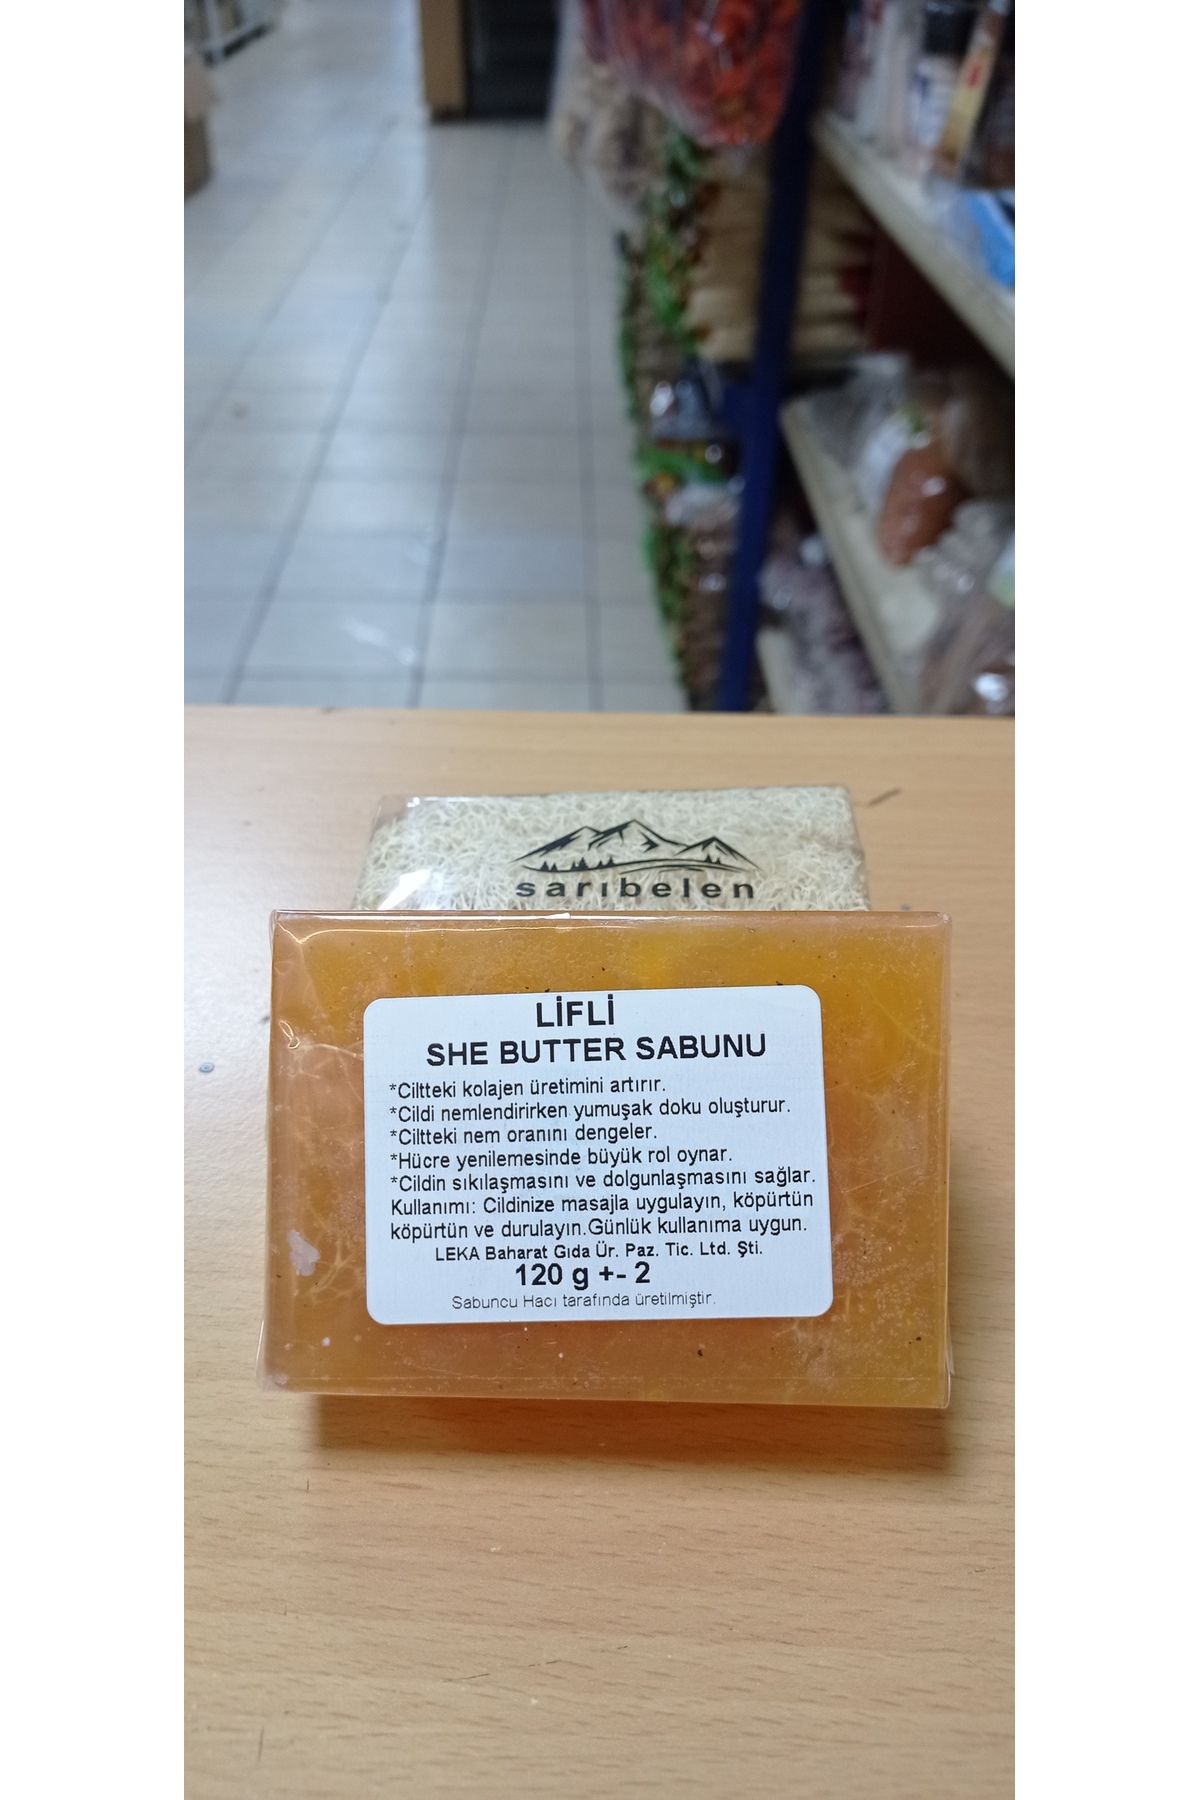 sarıbelen
LİFLİ
SHE BUTTER SABUNU
*Ciltteki kolajen üretimini artırır.
*Cildi nemlendirirken yumuşak doku oluşturur.
*Ciltteki nem oranını dengeler.
*Hücre yenilemesinde büyük rol oynar.
*Cildin sıkılaşmasını ve dolgunlaşmasını sağlar.
Kullanımı: Cildinize masajla uygulayın, köpürtün
köpürtün ve durulayın.Günlük kullanıma uygun.
LEKA Baharat Gıda Ür. Paz. Tic. Ltd. Şti.
120 g +- 2
Sabuncu Hacı tarafında üretilmiştir.